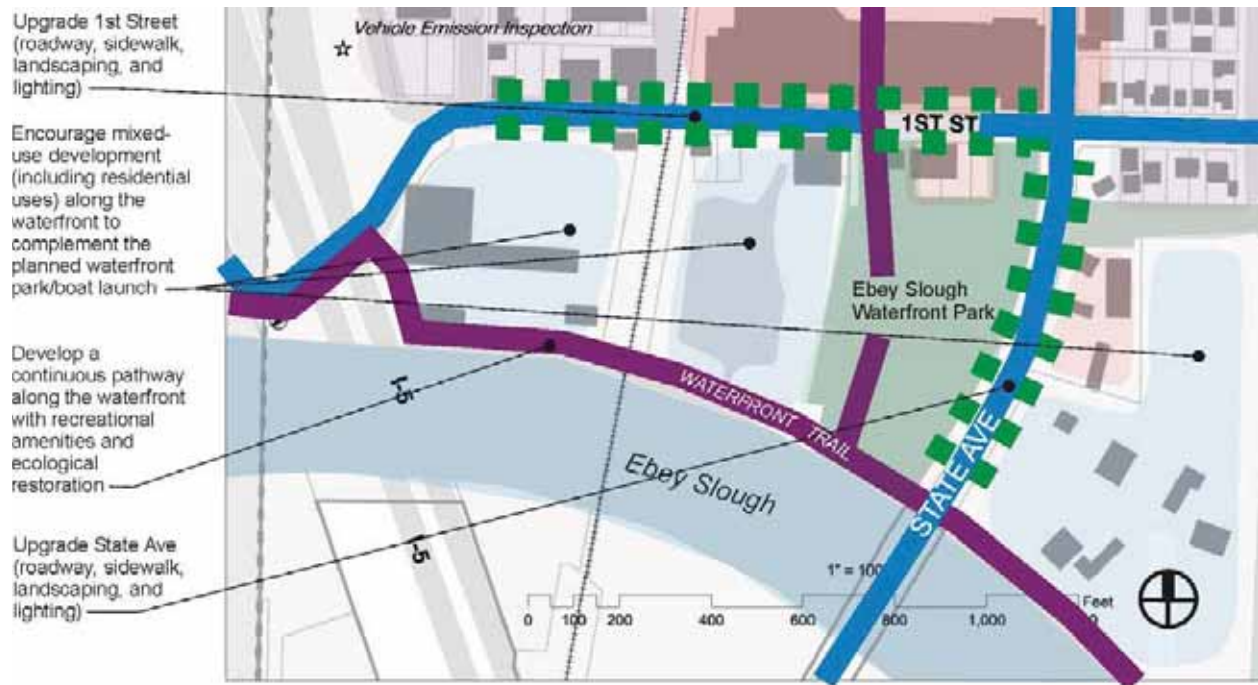 Upgrade 1st Street
(roadway, sidewalk,
landscaping, and
lighting)
Vehicle Emission Inspection
Encourage mixed-
use development
(including residential
uses) along the
waterfront to
complement the
planned waterfront
park/boat launch
1ST ST
Ebey Slough
Waterfront Park
Develop a
continuous pathway
along the waterfront
with recreational
amenities and
ecological
restoration
I-5
WATERFRONT TRAIL
Ebey Slough
STATE AVE
Upgrade State Ave
(roadway, sidewalk,
landscaping, and
lighting)
I-5
1" =
Feet
0 100 200 400 600 800 1,000